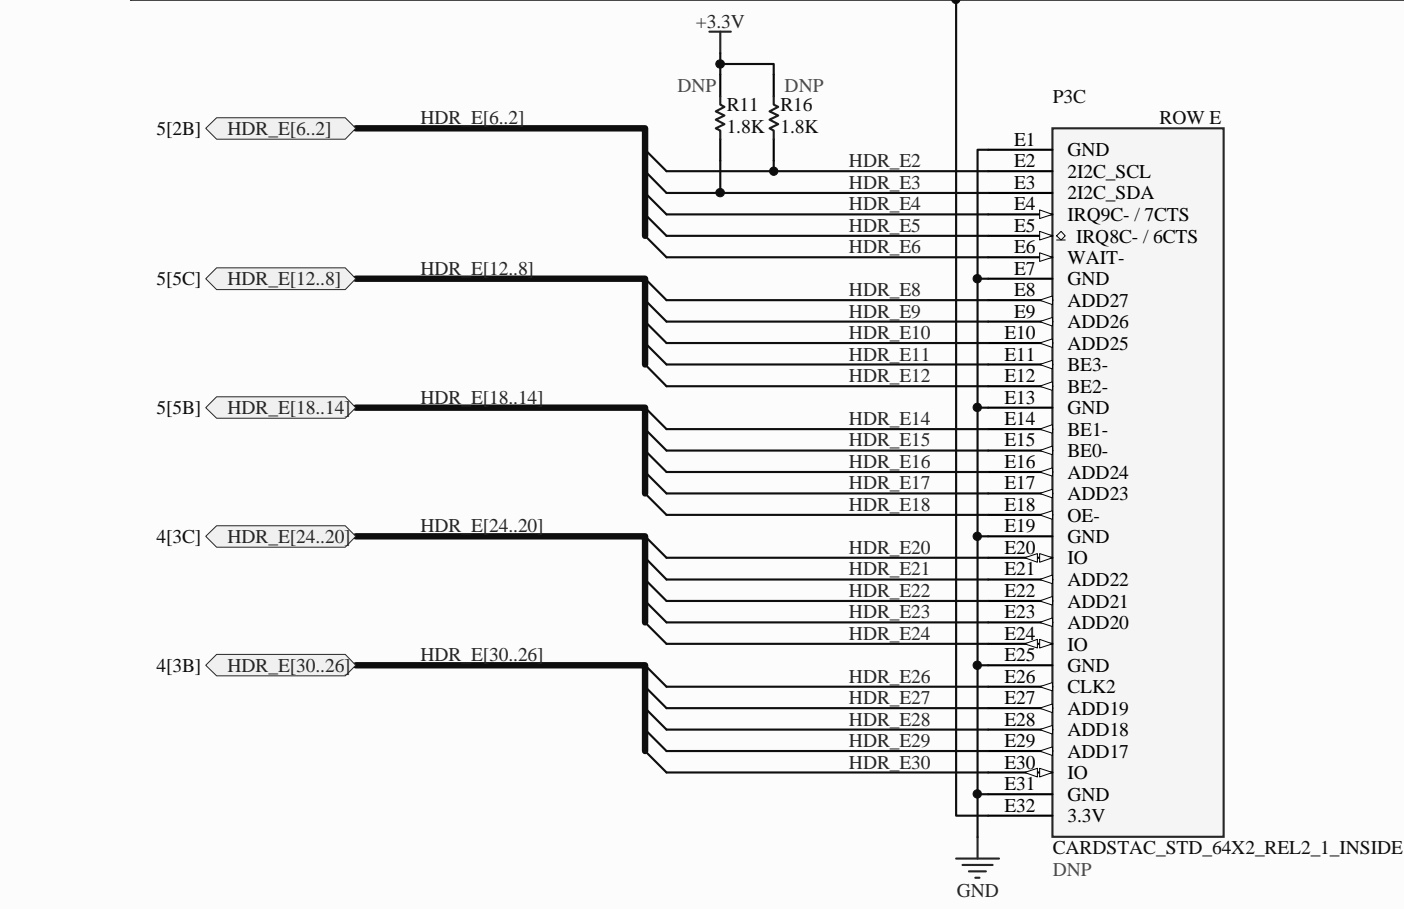 +3.3V
DNP DNP
R11 R16
1.8K 1.8K
P3C
ROW E
5[2B] HDR_E[6..2] HDR_E[6..2]
E1 GND
HDR_E2 E2 2I2C_SCL
HDR_E3 E3 2I2C_SDA
HDR_E4 E4 IRQ9C- / 7CTS
HDR_E5 E5 IRQ8C- / 6CTS
HDR_E6 E6 WAIT-
5[5C] HDR_E[12..8] HDR_E[12..8]
E7 GND
HDR_E8 E8 ADD27
HDR_E9 E9 ADD26
HDR_E10 E10 ADD25
HDR_E11 E11 BE3-
HDR_E12 E12 BE2-
5[5B] HDR_E[18..14] HDR_E[18..14]
E13 GND
HDR_E14 E14 BE1-
HDR_E15 E15 BE0-
HDR_E16 E16 ADD24
HDR_E17 E17 ADD23
HDR_E18 E18 OE-
4[3C] HDR_E[24..20] HDR_E[24..20]
E19 GND
HDR_E20 E20 IO
HDR_E21 E21 ADD22
HDR_E22 E22 ADD21
HDR_E23 E23 ADD20
HDR_E24 E24 IO
4[3B] HDR_E[30..26] HDR_E[30..26]
E25 GND
HDR_E26 E26 CLK2
HDR_E27 E27 ADD19
HDR_E28 E28 ADD18
HDR_E29 E29 ADD17
HDR_E30 E30 IO
E31 GND
E32 3.3V
CARDSTAC_STD_64X2_REL2_1_INSIDE
DNP
GND